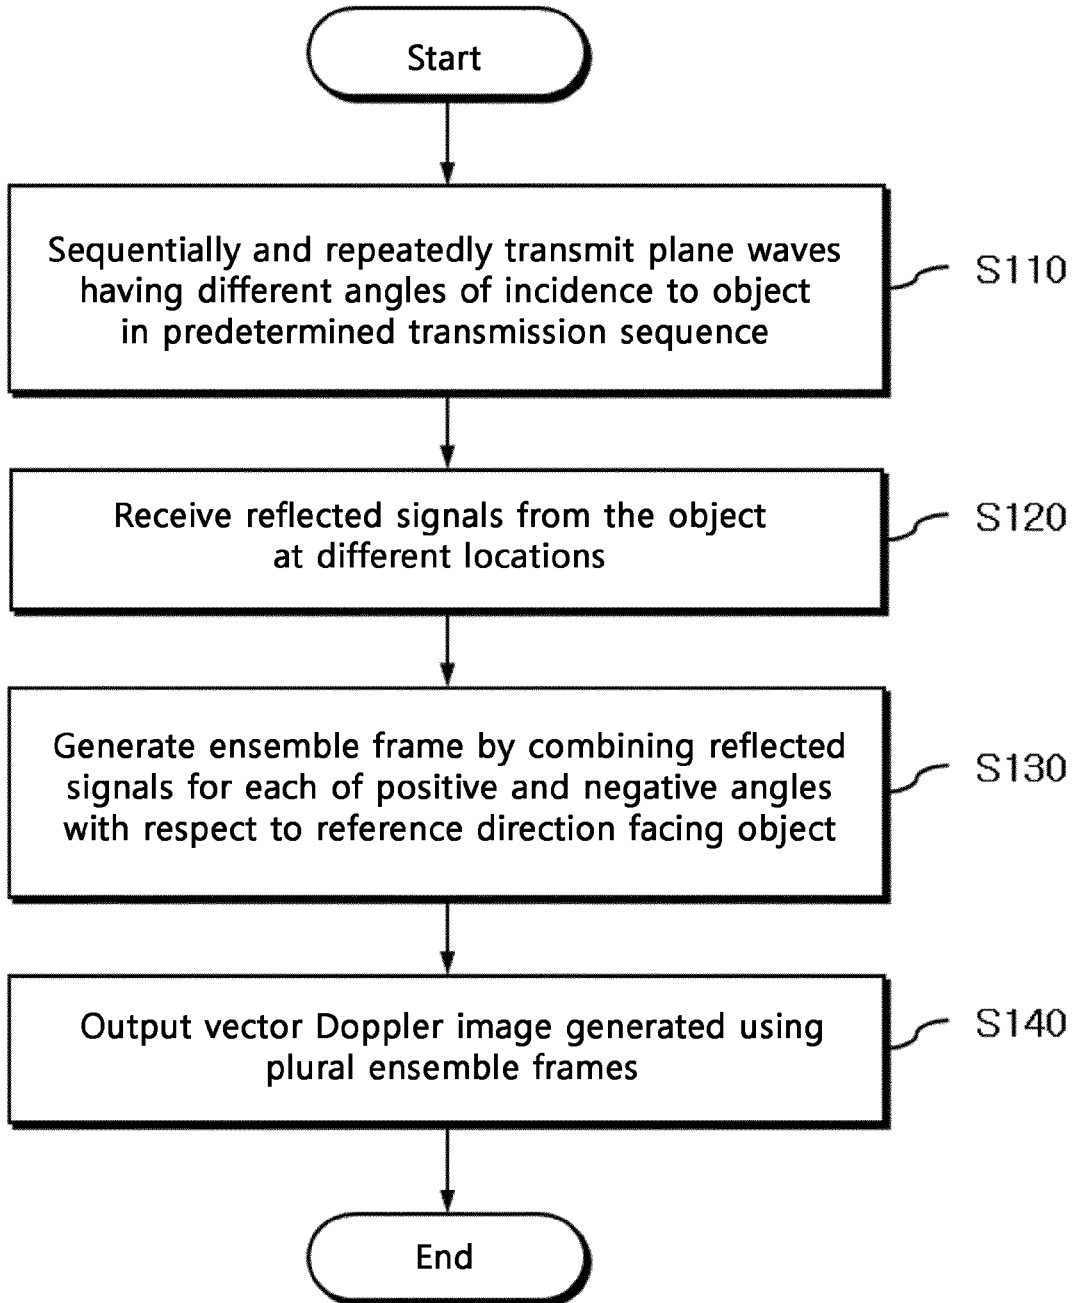 Start
Sequentially and repeatedly transmit plane waves
having different angles of incidence to object
in predetermined transmission sequence
S110
Receive reflected signals from the object
at different locations
S120
Generate ensemble frame by combining reflected
signals for each of positive and negative angles
with respect to reference direction facing object
S130
Output vector Doppler image generated using
plural ensemble frames
S140
End